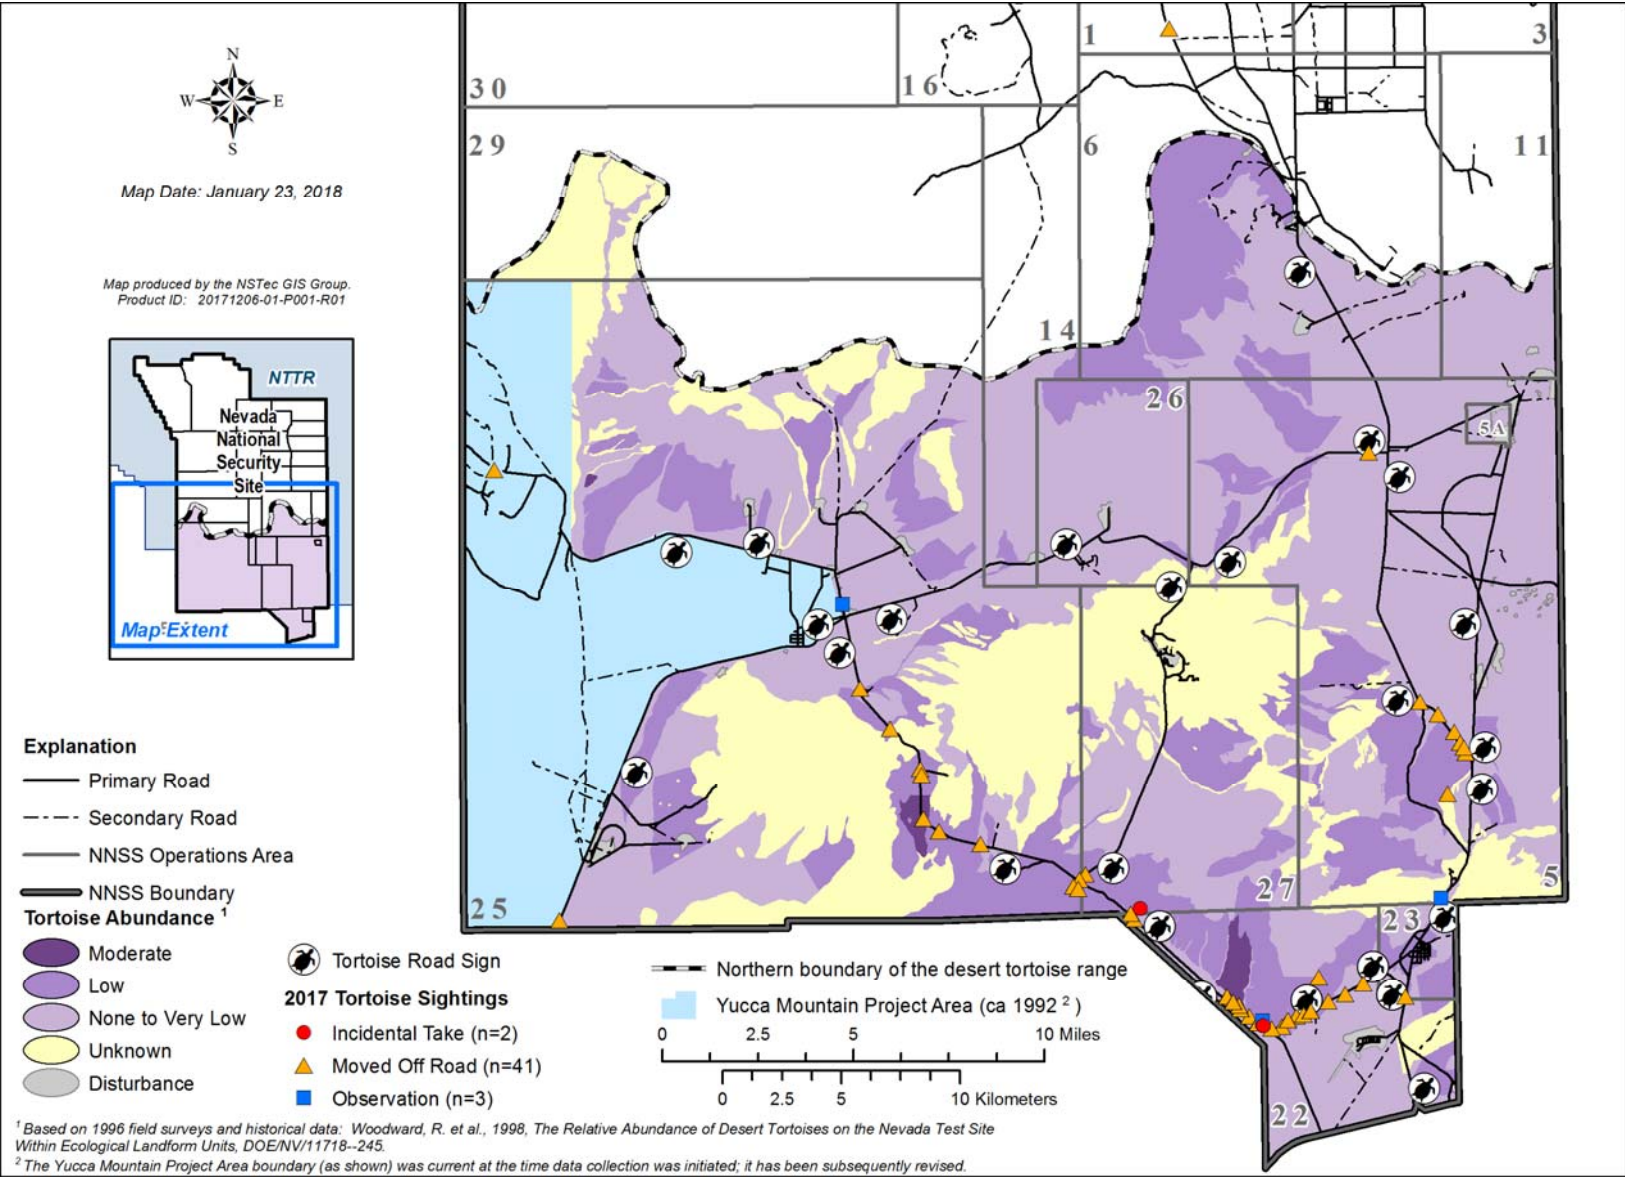 N
W E
S
Map Date: January 23, 2018
Map produced by the NSTec GIS Group.
Product ID: 20171206-01-P001-R01
NTTR
Nevada
National
Security
Site
Map Extent
30
16
1
3
29
6
11
14
26
5A
25
27
5
23
22
Explanation
Primary Road
Secondary Road
NNSS Operations Area
NNSS Boundary
Tortoise Abundance 1
Moderate
Low
None to Very Low
Unknown
Disturbance
Tortoise Road Sign
2017 Tortoise Sightings
Incidental Take (n=2)
Moved Off Road (n=41)
Observation (n=3)
Northern boundary of the desert tortoise range
Yucca Mountain Project Area (ca 1992 2 )
0 2.5 5 10 Miles
0 2.5 5 10 Kilometers
1 Based on 1996 field surveys and historical data: Woodward, R. et al., 1998, The Relative Abundance of Desert Tortoises on the Nevada Test Site
Within Ecological Landform Units, DOE/NV/11718--245.
2 The Yucca Mountain Project Area boundary (as shown) was current at the time data collection was initiated; it has been subsequently revised.